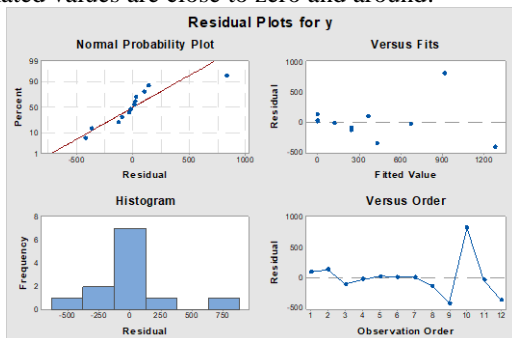 ated values are close to zero and around.
Residual Plots for y
Normal Probability Plot
99
90
50
10
1
Percent
-500 0 500 1000
Residual
Versus Fits
1000
500
0
-500
Residual
0 300 600 900 1200
Fitted Value
Histogram
8
6
4
2
0
Frequency
-500 -250 0 250 500 750
Residual
Versus Order
1000
500
0
-500
Residual
1 2 3 4 5 6 7 8 9 10 11 12
Observation Order